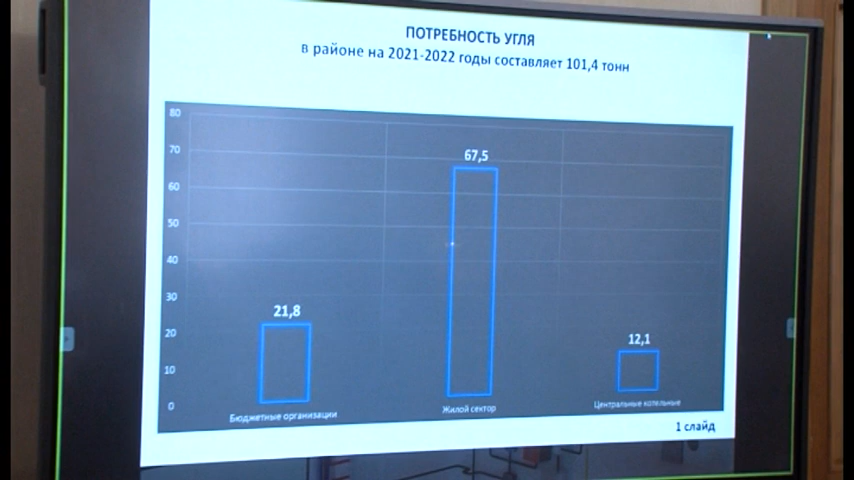 ПОТРЕБНОСТЬ УГЛЯ
в районе на 2021-2022 годы составляет 101,4 тонн
80
70
60
50
40
30
20
10
0
67,5
21,8
12,1
Бюджетные организации
Жилой сектор
Центральные котельные
1 слайд